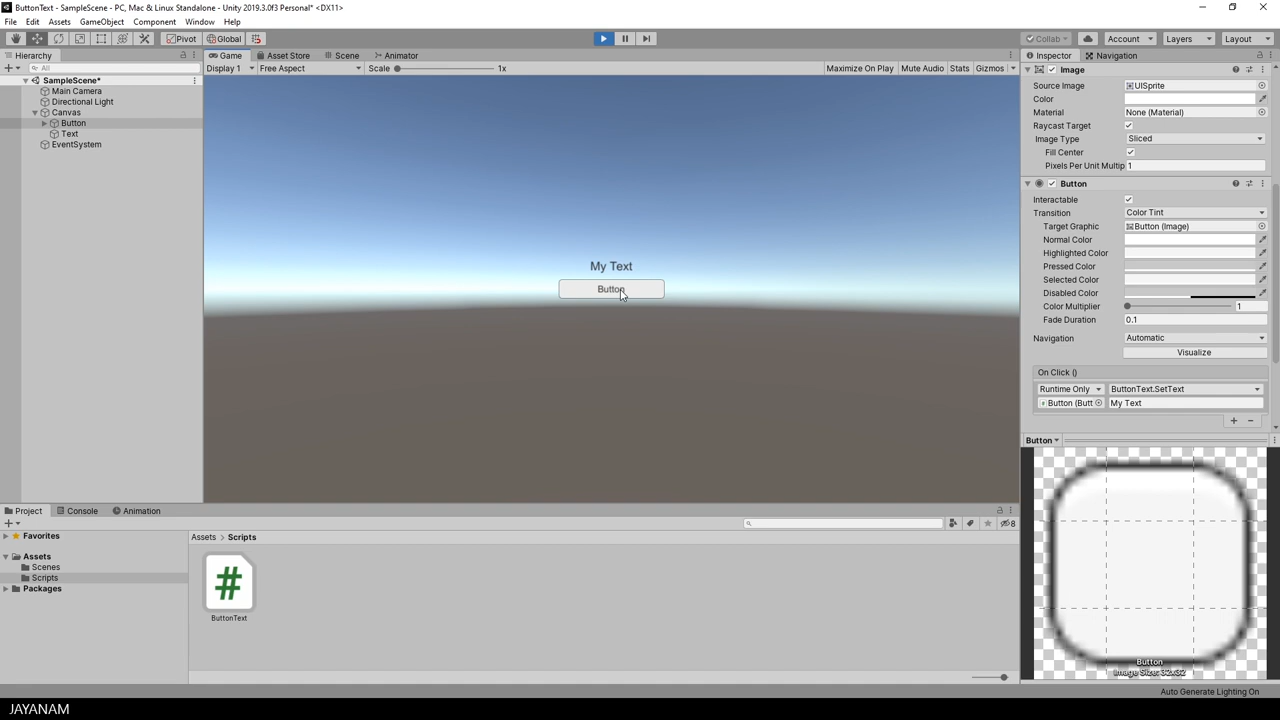 ButtonText - SampleScene - PC, Mac & Linux Standalone - Unity 2019.3.0f3 Personal* <DX11>
File Edit Assets GameObject Component Window Help
Pivot Global Collab Account Layers Layout
Hierarchy
All
SampleScene*
Main Camera
Directional Light
Canvas
Button
Text
EventSystem
Game Asset Store Scene Animator
Display 1 Free Aspect Scale 1x Maximize On Play Mute Audio Stats Gizmos
My Text
Button
Inspector Navigation
Image
Source Image UISprite
Color
Material None (Material)
Raycast Target
Image Type Sliced
Fill Center
Pixels Per Unit Multip 1
Button
Interactable
Transition Color Tint
Target Graphic Button (Image)
Normal Color
Highlighted Color
Pressed Color
Selected Color
Disabled Color
Color Multiplier 1
Fade Duration 0.1
Navigation Automatic
Visualize
On Click ()
Runtime Only ButtonText.SetText
Button (Butt My Text
+ −
Button
Button
Image Size: 32x32
Project Console Animation
8
Favorites
Assets
Scenes
Scripts
Packages
Assets > Scripts
#
ButtonText
Auto Generate Lighting On
JAYANAM